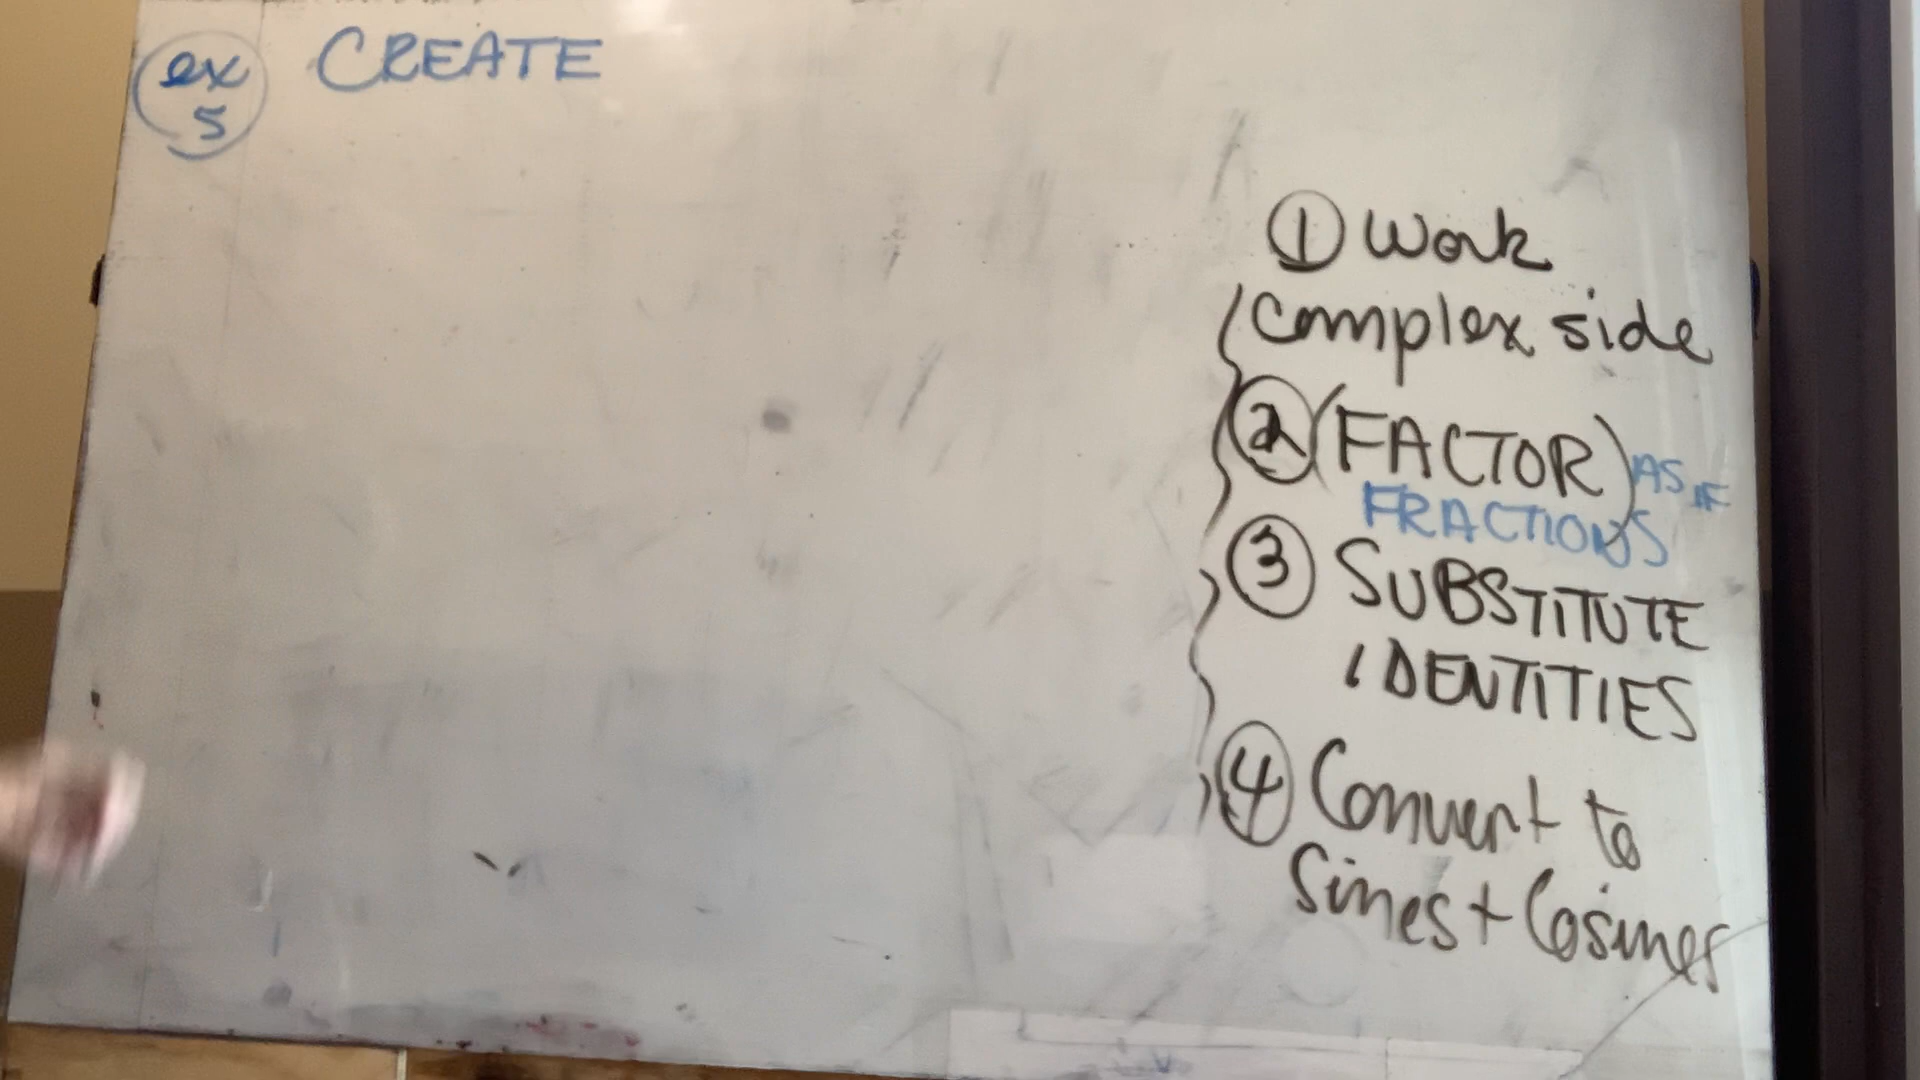 ex
5
CREATE
① Work
Complex side
② (FACTOR) AS IF
FRACTIONS
③ SUBSTITUTE
IDENTITIES
④ Convert to
Sines + Cosines